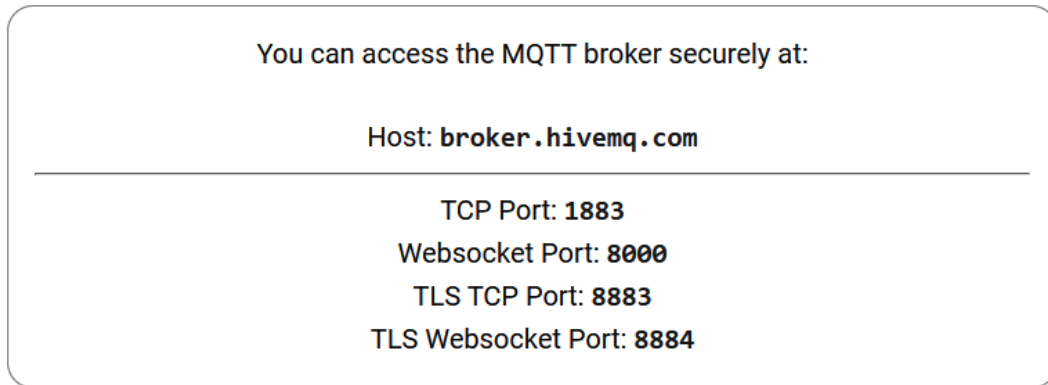 You can access the MQTT broker securely at:
Host: broker.hivemq.com
TCP Port: 1883
Websocket Port: 8000
TLS TCP Port: 8883
TLS Websocket Port: 8884